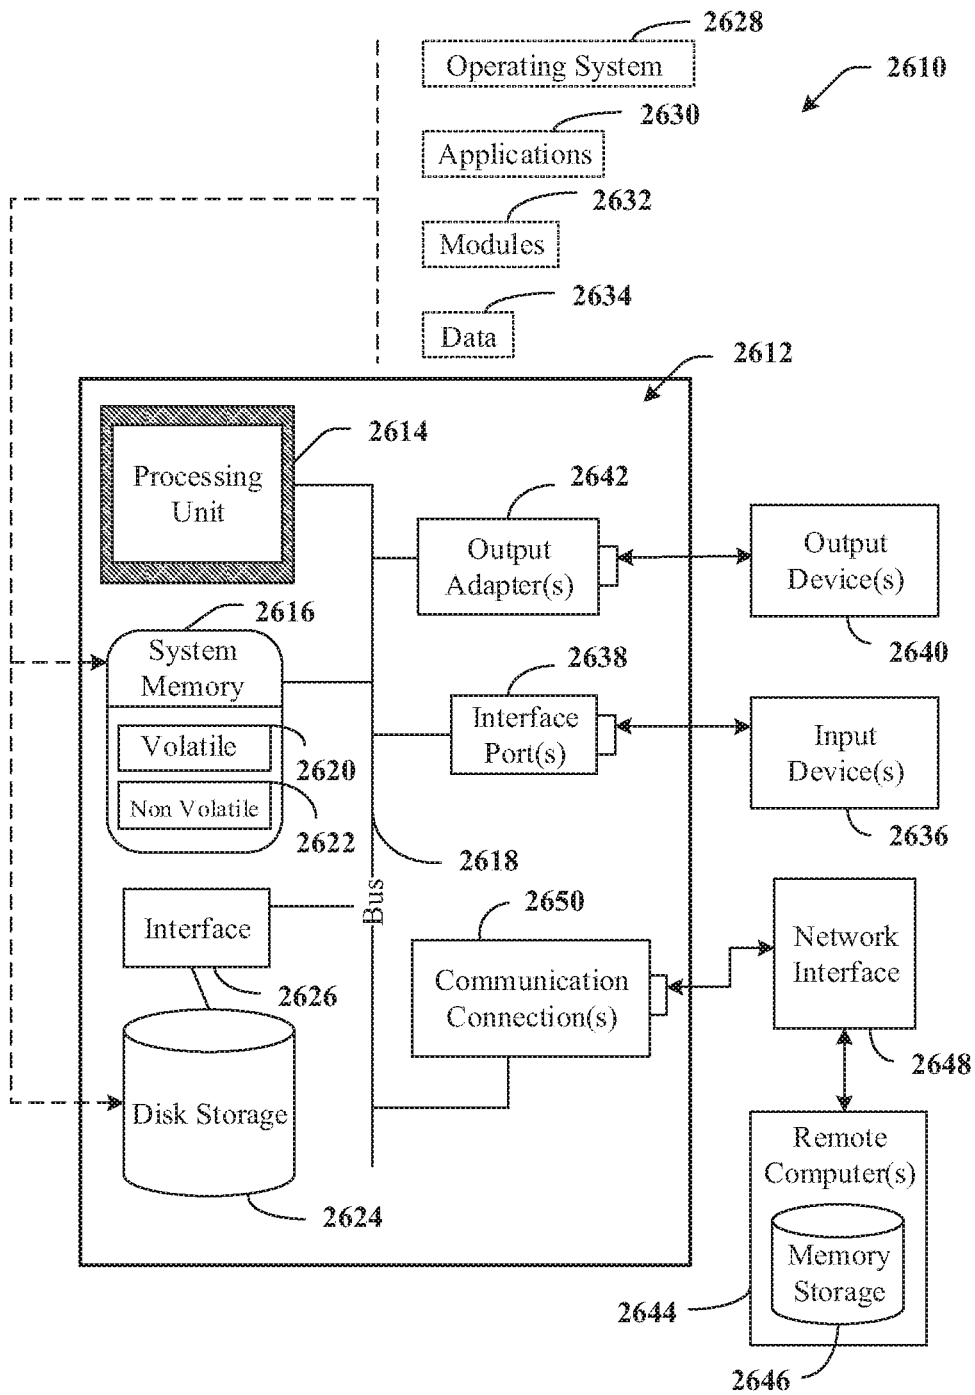 2628
Operating System
2610
2630
Applications
2632
Modules
2634
Data
2612
2614
Processing
Unit
2642
Output
Adapter(s)
Output
Device(s)
2640
2616
System
Memory
2638
Interface
Port(s)
Input
Device(s)
2636
Volatile
2620
Non Volatile
2622
2618
Bus
2650
Interface
2626
Communication
Connection(s)
Network
Interface
2648
Disk Storage
2624
Remote
Computer(s)
Memory
Storage
2644
2646